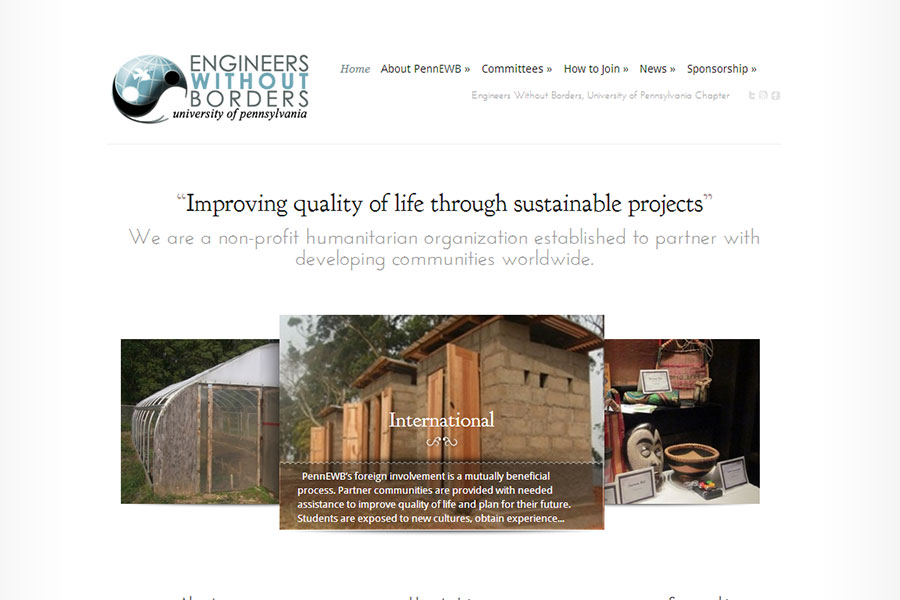 ENGINEERS
WITHOUT
BORDERS
university of pennsylvania
Home About PennEWB » Committees » How to Join » News » Sponsorship »
Engineers Without Borders, University of Pennsylvania Chapter
“Improving quality of life through sustainable projects”
We are a non-profit humanitarian organization established to partner with
developing communities worldwide.
International
PennEWB's foreign involvement is a mutually beneficial
process. Partner communities are provided with needed
assistance to improve quality of life and plan for their future.
Students are exposed to new cultures, obtain experience...